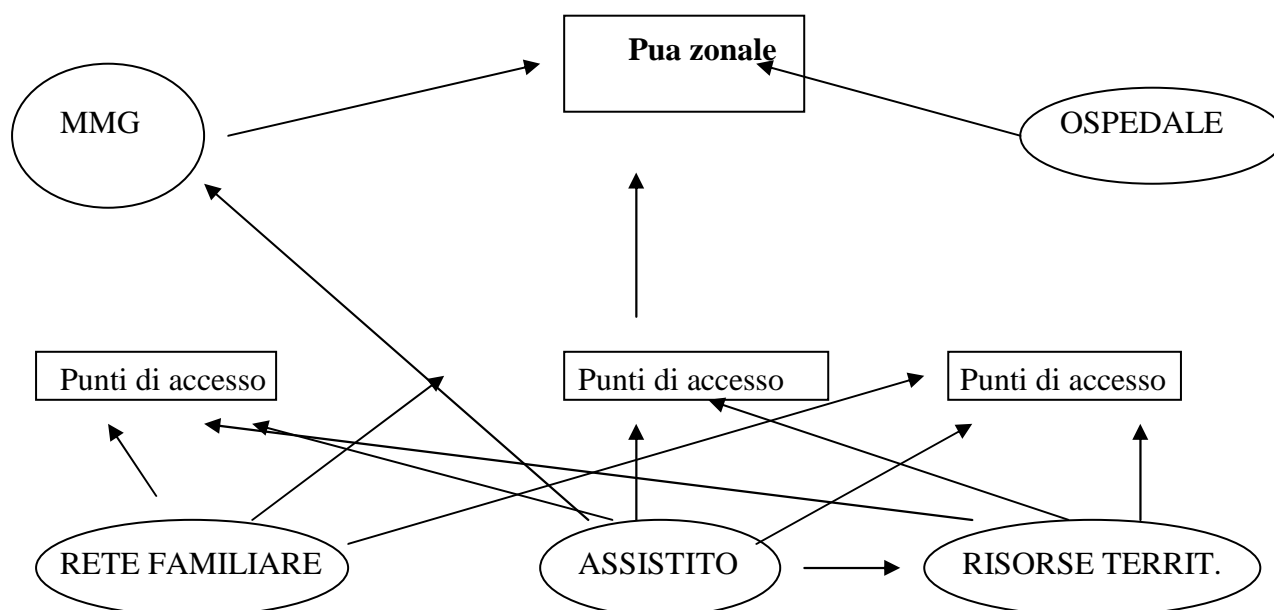 Pua zonale
MMG
OSPEDALE
Punti di accesso
Punti di accesso
Punti di accesso
RETE FAMILIARE
ASSISTITO
RISORSE TERRIT.